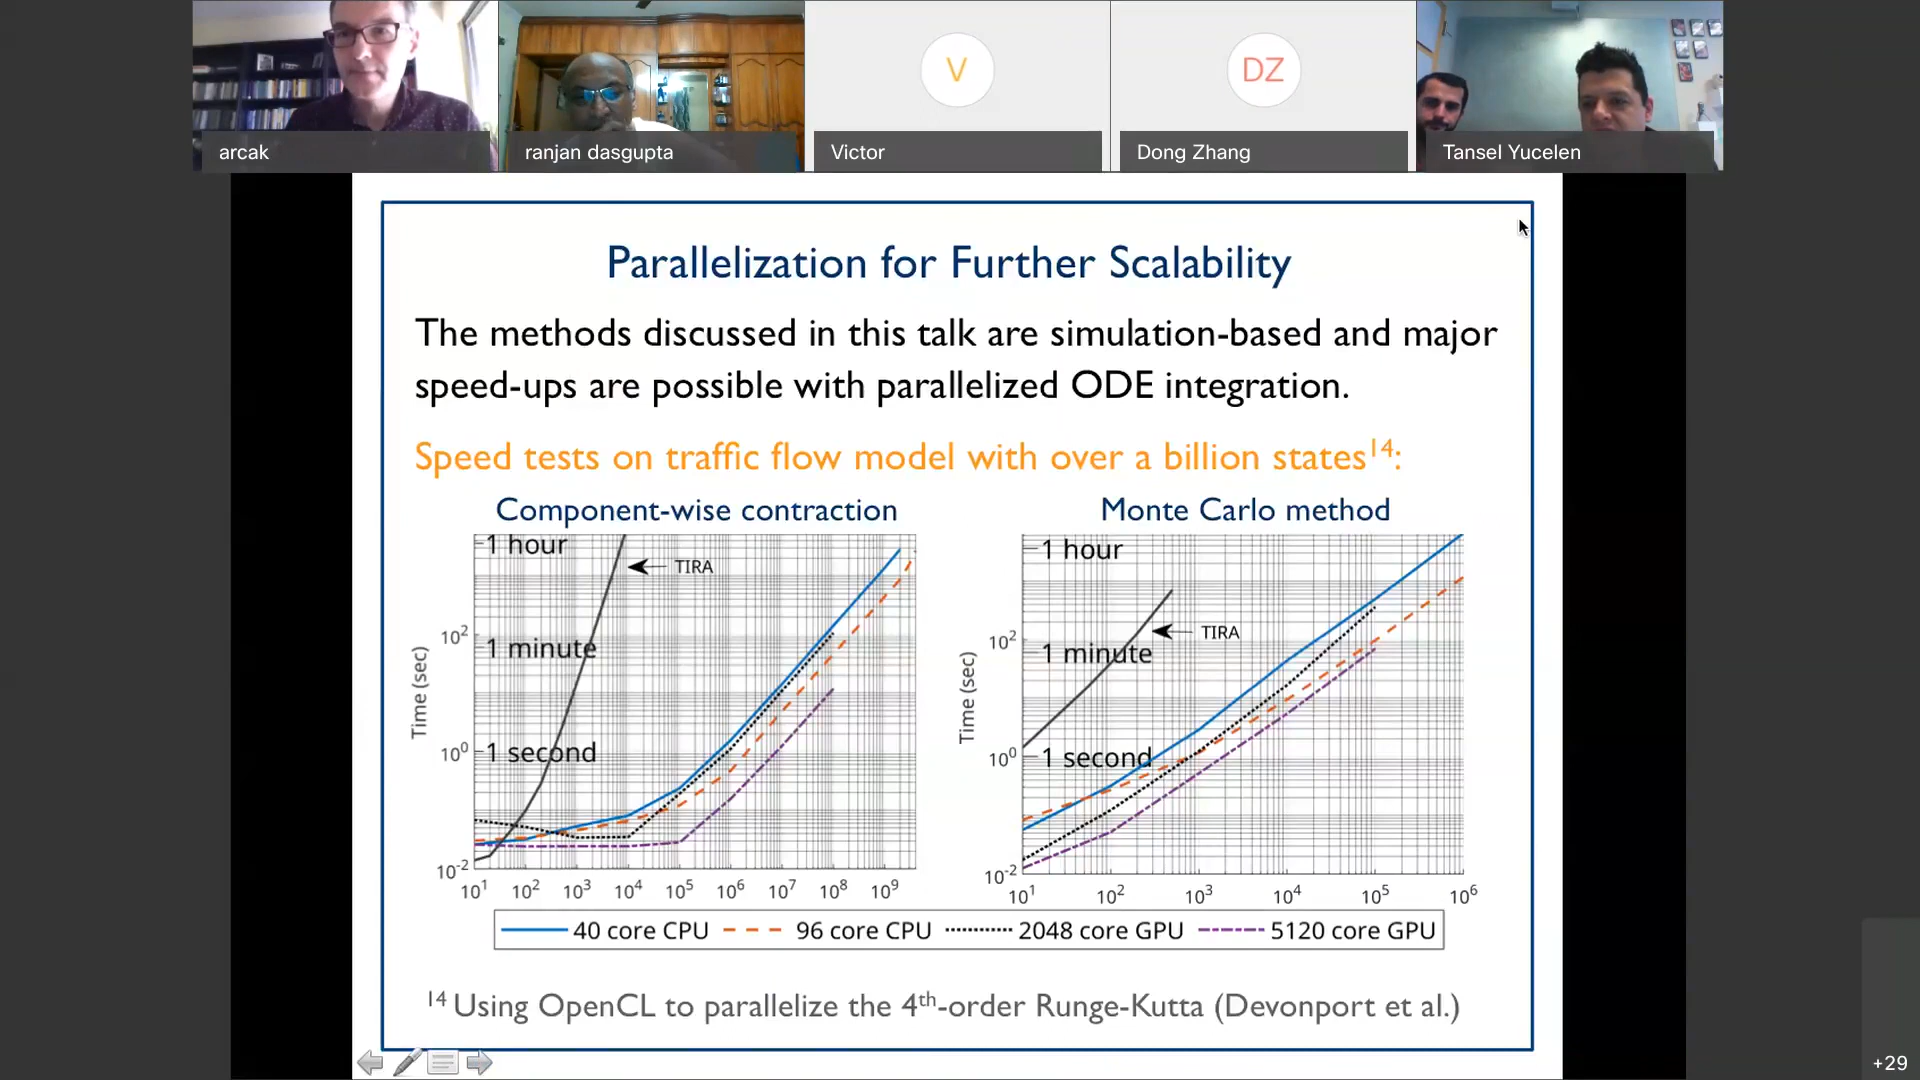 V
DZ
arcak
ranjan dasgupta
Victor
Dong Zhang
Tansel Yucelen
Parallelization for Further Scalability
The methods discussed in this talk are simulation-based and major
speed-ups are possible with parallelized ODE integration.
Speed tests on traffic flow model with over a billion states¹⁴:
Component-wise contraction
1 hour
TIRA
10²
1 minute
Time (sec)
10⁰
1 second
10⁻²
10¹ 10² 10³ 10⁴ 10⁵ 10⁶ 10⁷ 10⁸ 10⁹
Monte Carlo method
1 hour
TIRA
10²
1 minute
Time (sec)
10⁰
1 second
10⁻²
10¹ 10² 10³ 10⁴ 10⁵ 10⁶
40 core CPU 96 core CPU 2048 core GPU 5120 core GPU
¹⁴ Using OpenCL to parallelize the 4ᵗʰ-order Runge-Kutta (Devonport et al.)
+29